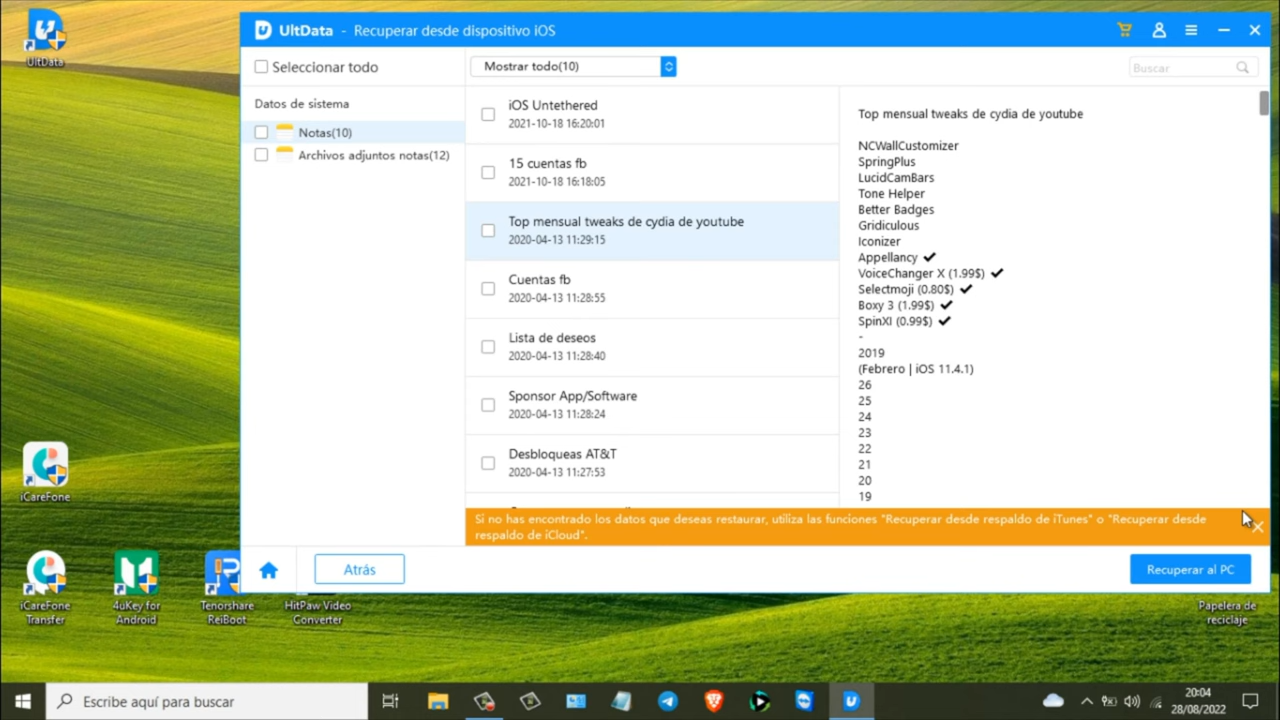 UltData
UltData - Recuperar desde dispositivo iOS
Seleccionar todo
Mostrar todo(10)
Buscar
Datos de sistema
Notas(10)
Archivos adjuntos notas(12)
iOS Untethered
2021-10-18 16:20:01
15 cuentas fb
2021-10-18 16:18:05
Top mensual tweaks de cydia de youtube
2020-04-13 11:29:15
Cuentas fb
2020-04-13 11:28:55
Lista de deseos
2020-04-13 11:28:40
Sponsor App/Software
2020-04-13 11:28:24
Desbloqueas AT&T
2020-04-13 11:27:53
Top mensual tweaks de cydia de youtube
NCWallCustomizer
SpringPlus
LucidCamBars
Tone Helper
Better Badges
Gridiculous
Iconizer
Appellancy ✔
VoiceChanger X (1.99$) ✔
Selectmoji (0.80$) ✔
Boxy 3 (1.99$) ✔
SpinXI (0.99$) ✔
-
2019
(Febrero | iOS 11.4.1)
26
25
24
23
22
21
20
19
Si no has encontrado los datos que deseas restaurar, utiliza las funciones "Recuperar desde respaldo de iTunes" o "Recuperar desde
respaldo de iCloud".
Atrás
Recuperar al PC
iCareFone
iCareFone
Transfer
4uKey for
Android
Tenorshare
ReiBoot
HitPaw Video
Converter
Papelera de
reciclaje
Escribe aquí para buscar
20:04
28/08/2022